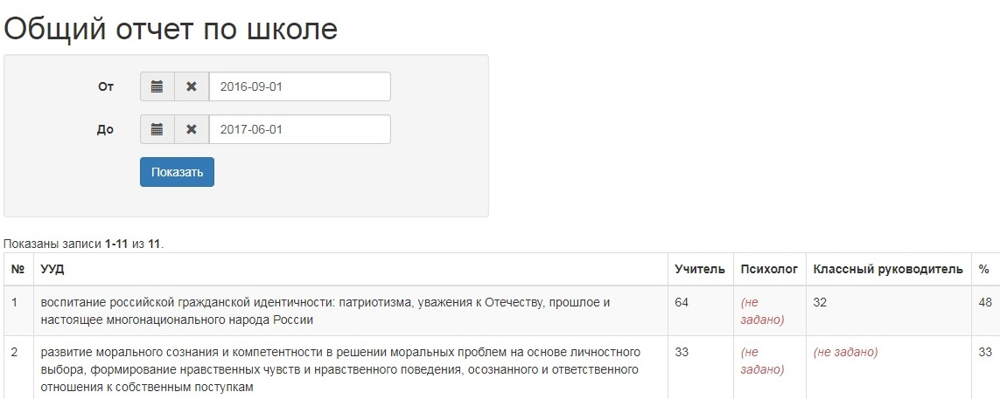 Общий отчет по школе
От 2016-09-01
До 2017-06-01
Показать
Показаны записи 1-11 из 11.
№ УУД Учитель Психолог Классный руководитель %
1 воспитание российской гражданской идентичности: патриотизма, уважения к Отечеству, прошлое и 64 (не 32 48
настоящее многонационального народа России задано)
2 развитие морального сознания и компетентности в решении моральных проблем на основе личностного 33 (не (не задано) 33
выбора, формирование нравственных чувств и нравственного поведения, осознанного и ответственного задано)
отношения к собственным поступкам